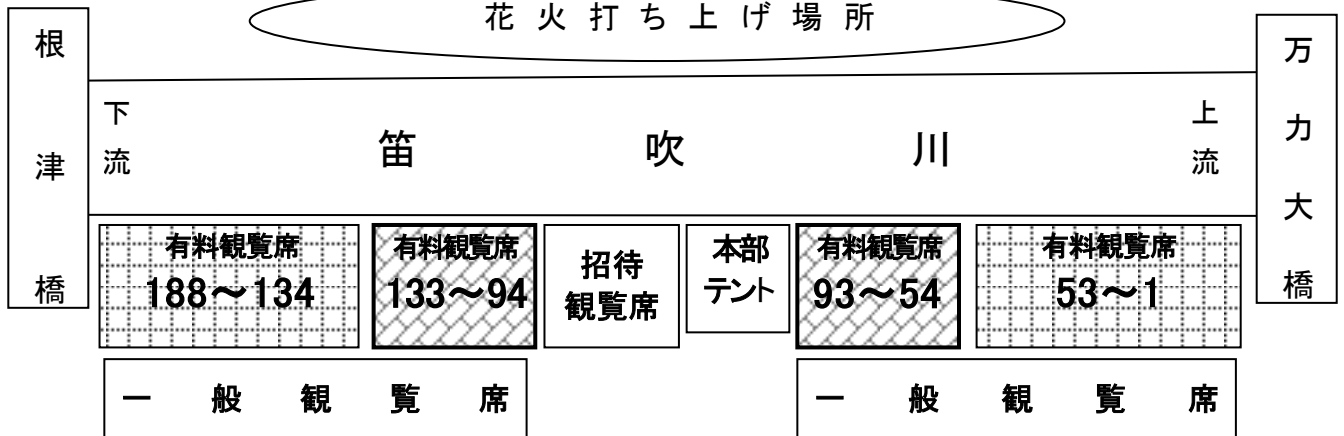 花火打ち上げ場所
根津橋
万力大橋
下流
笛吹川
上流
有料観覧席
188～134
有料観覧席
133～94
招待
観覧席
本部
テント
有料観覧席
93～54
有料観覧席
53～1
一般観覧席
一般観覧席